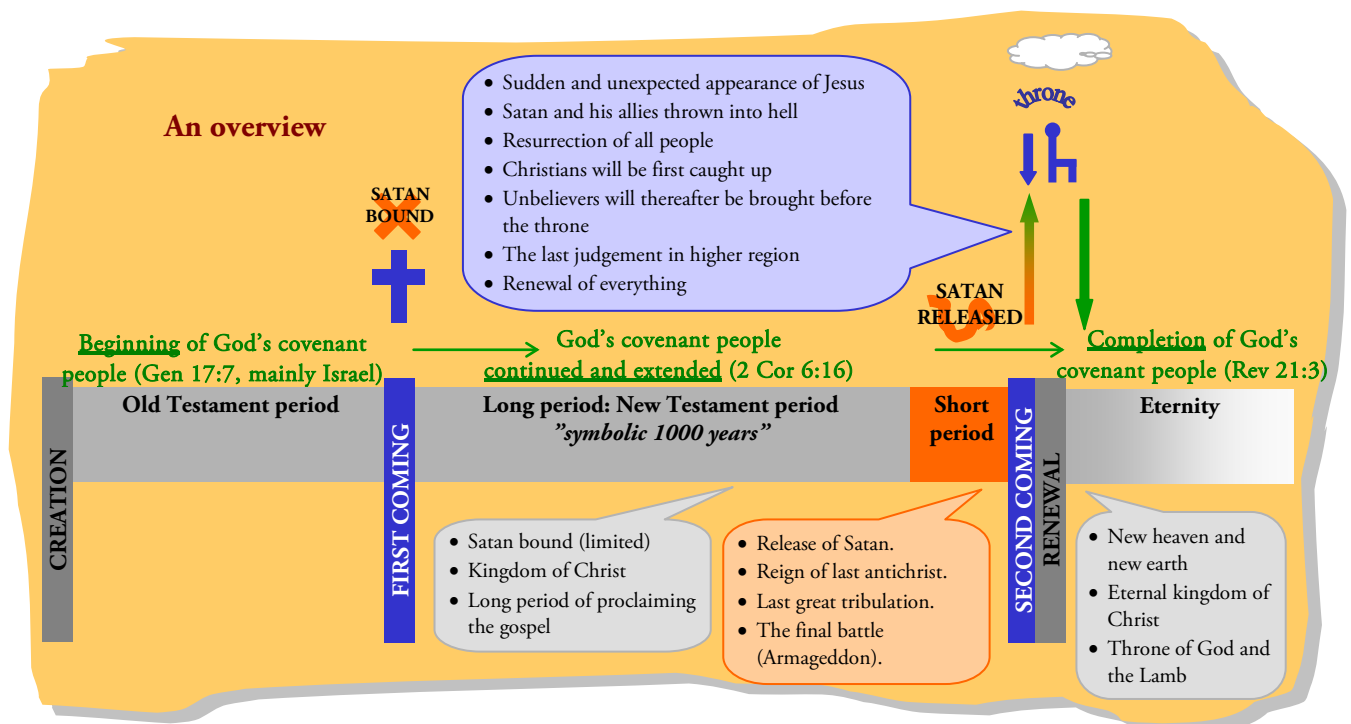 An overview
• Sudden and unexpected appearance of Jesus
• Satan and his allies thrown into hell
• Resurrection of all people
• Christians will be first caught up
• Unbelievers will thereafter be brought before
the throne
• The last judgement in higher region
• Renewal of everything
throne
SATAN
BOUND
SATAN
RELEASED
Beginning of God’s covenant
people (Gen 17:7, mainly Israel)
God’s covenant people
continued and extended (2 Cor 6:16)
Completion of God’s
covenant people (Rev 21:3)
CREATION
Old Testament period
FIRST COMING
Long period: New Testament period
”symbolic 1000 years”
Short
period
SECOND COMING
RENEWAL
Eternity
• Satan bound (limited)
• Kingdom of Christ
• Long period of proclaiming
the gospel
• Release of Satan.
• Reign of last antichrist.
• Last great tribulation.
• The final battle
(Armageddon).
• New heaven and
new earth
• Eternal kingdom of
Christ
• Throne of God and
the Lamb